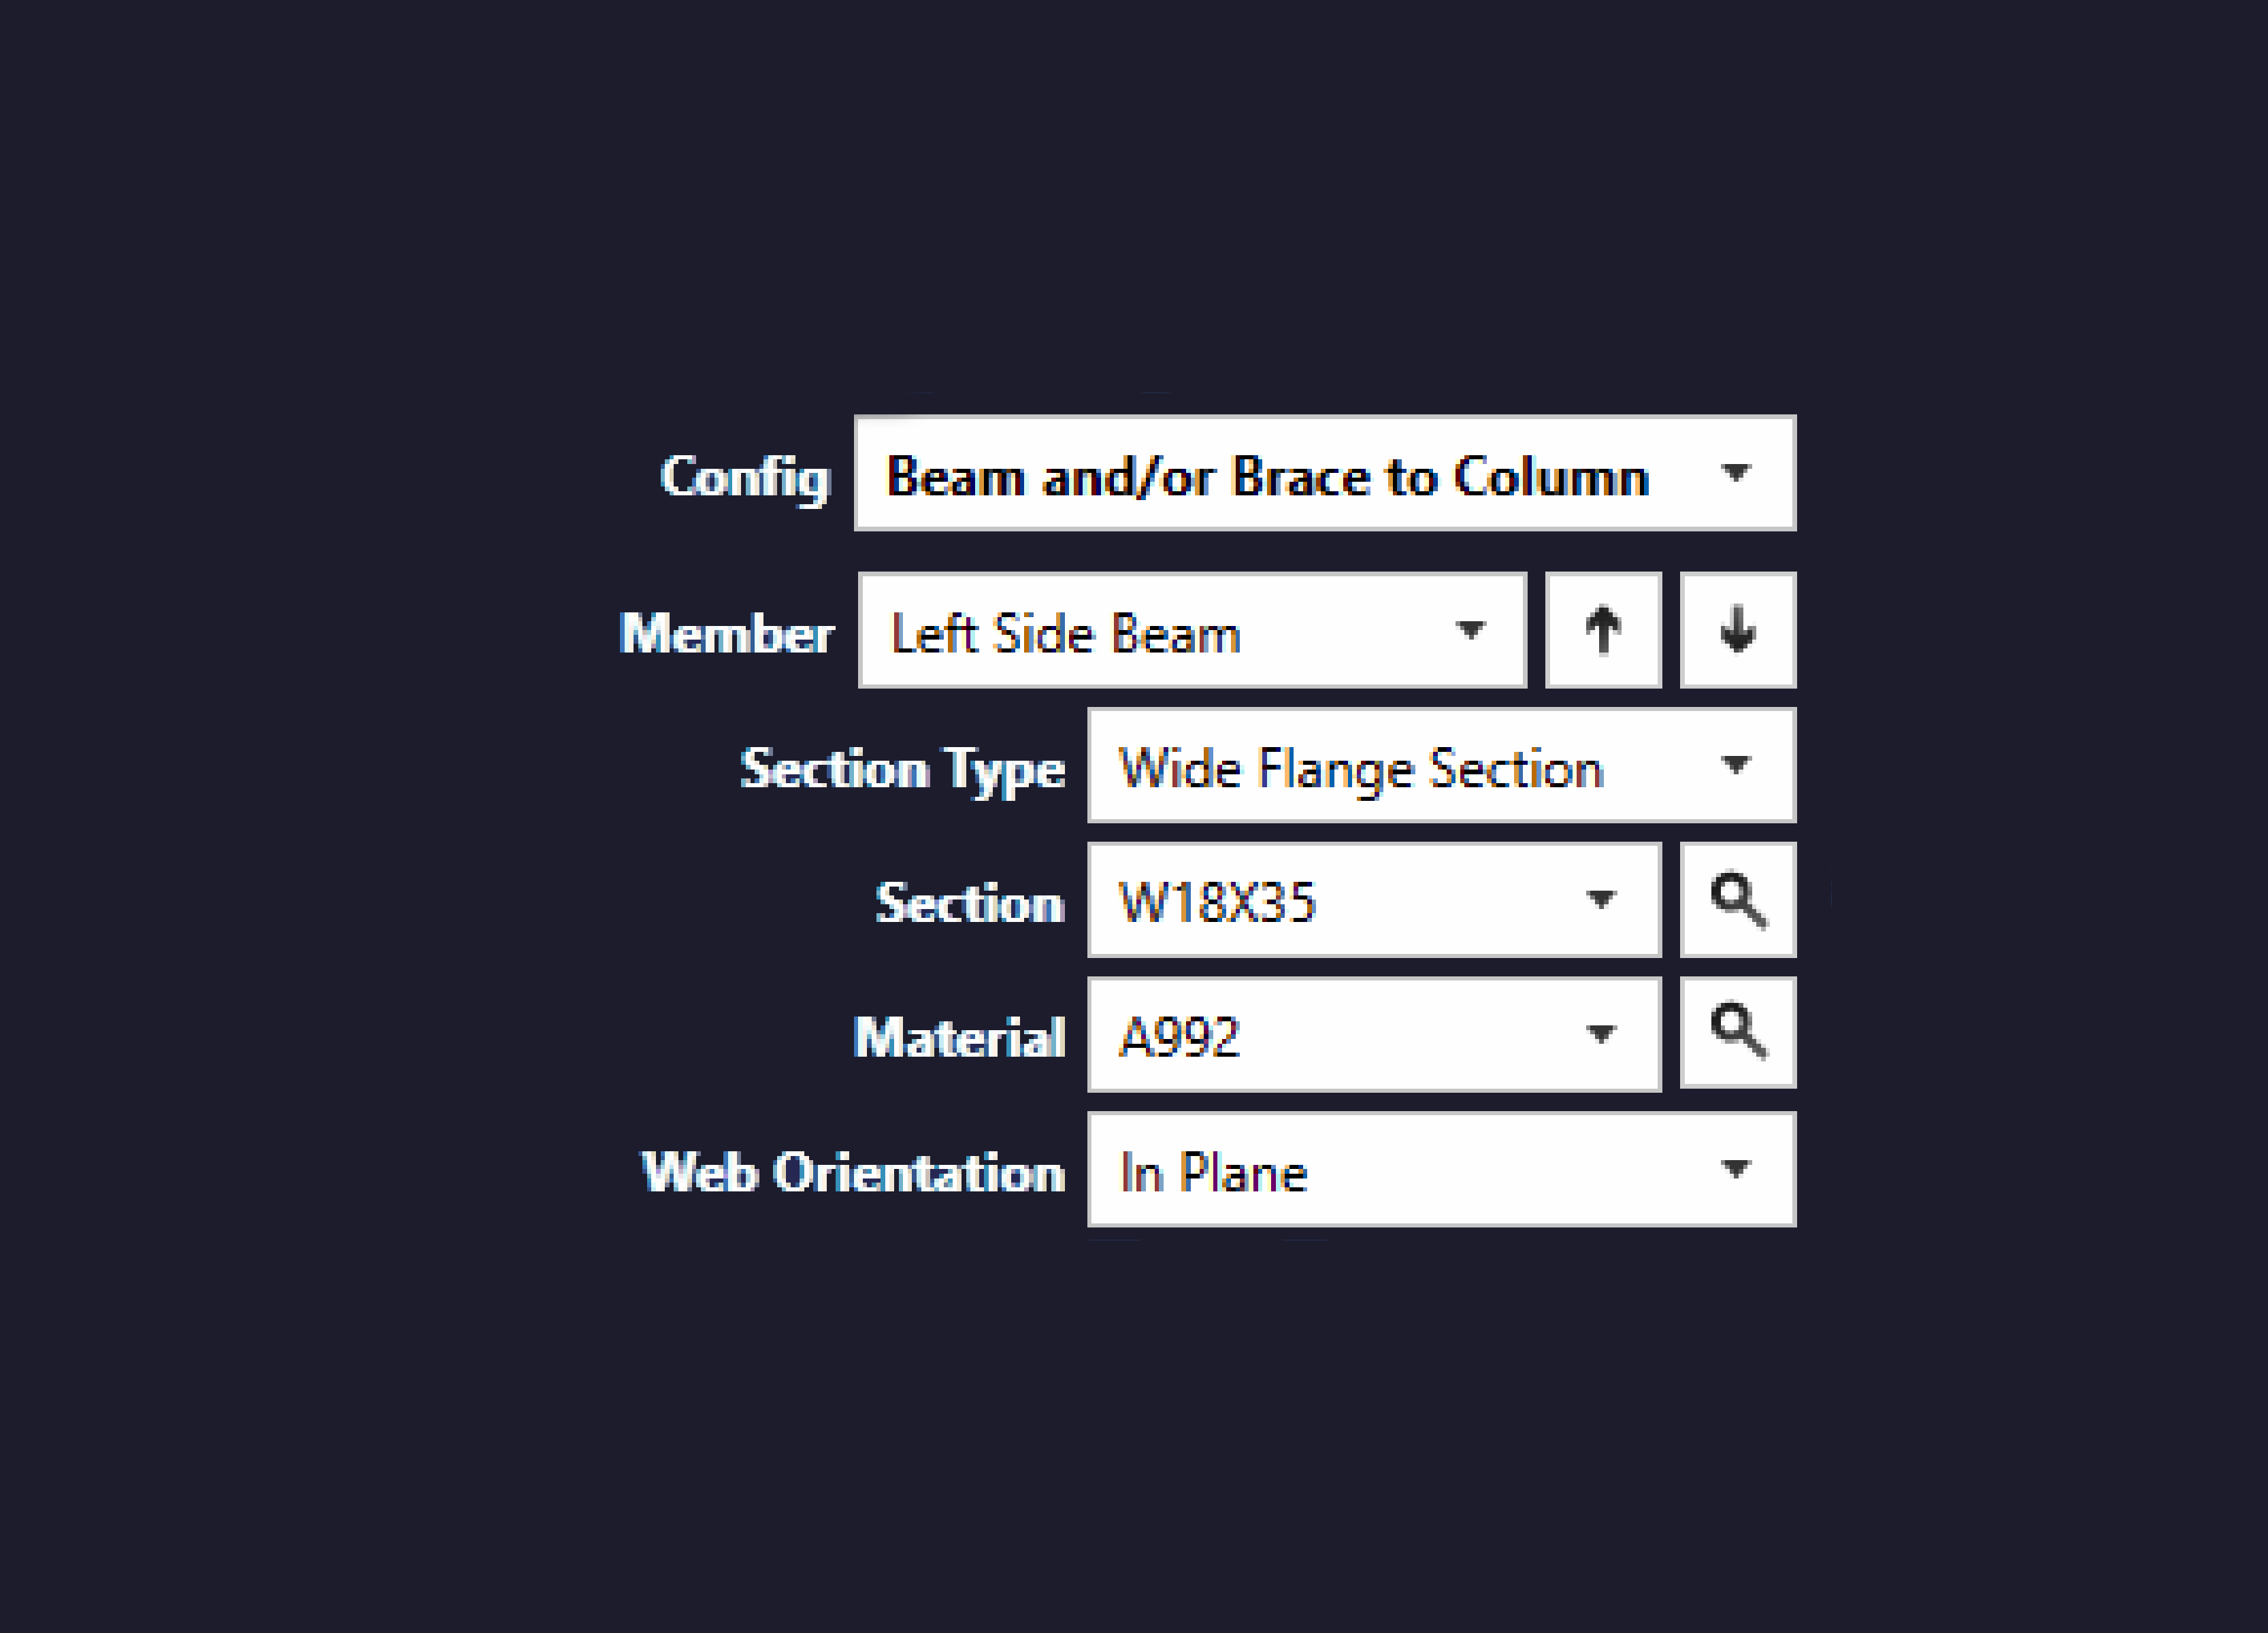 Config Beam and/or Brace to Column
Member Left Side Beam
Section Type Wide Flange Section
Section W18X35
Material A992
Web Orientation In Plane